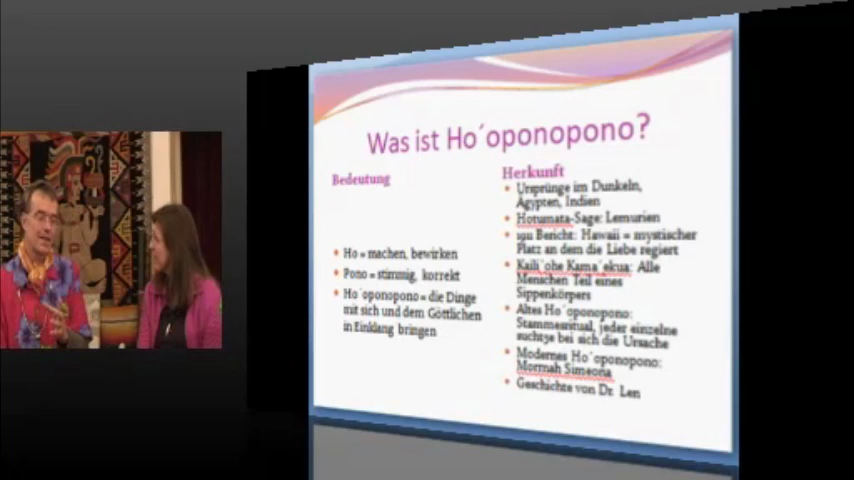 Was ist Ho´oponopono?
Bedeutung
Ho = machen, bewirken
Pono = stimmig, korrekt
Ho´oponopono = die Dinge
mit sich und dem Göttlichen
in Einklang bringen
Herkunft
Ursprünge im Dunkeln,
Ägypten, Indien
Hotumata-Sage: Lemurien
1911 Bericht: Hawaii = mystischer
Platz an dem die Liebe regiert
Kaili´ohe Kama´ekua: Alle
Menschen Teil eines
Sippenkörpers
Altes Ho´oponopono:
Stammesritual, jeder einzelne
bei sich die Ursache
Modernes Ho´oponopono:
Mornah Simeona
Geschichte von Dr. Len